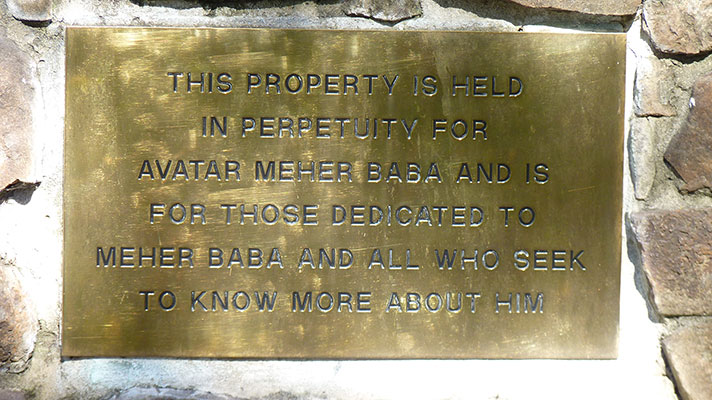 THIS PROPERTY IS HELD
IN PERPETUITY FOR
AVATAR MEHER BABA AND IS
FOR THOSE DEDICATED TO
MEHER BABA AND ALL WHO SEEK
TO KNOW MORE ABOUT HIM